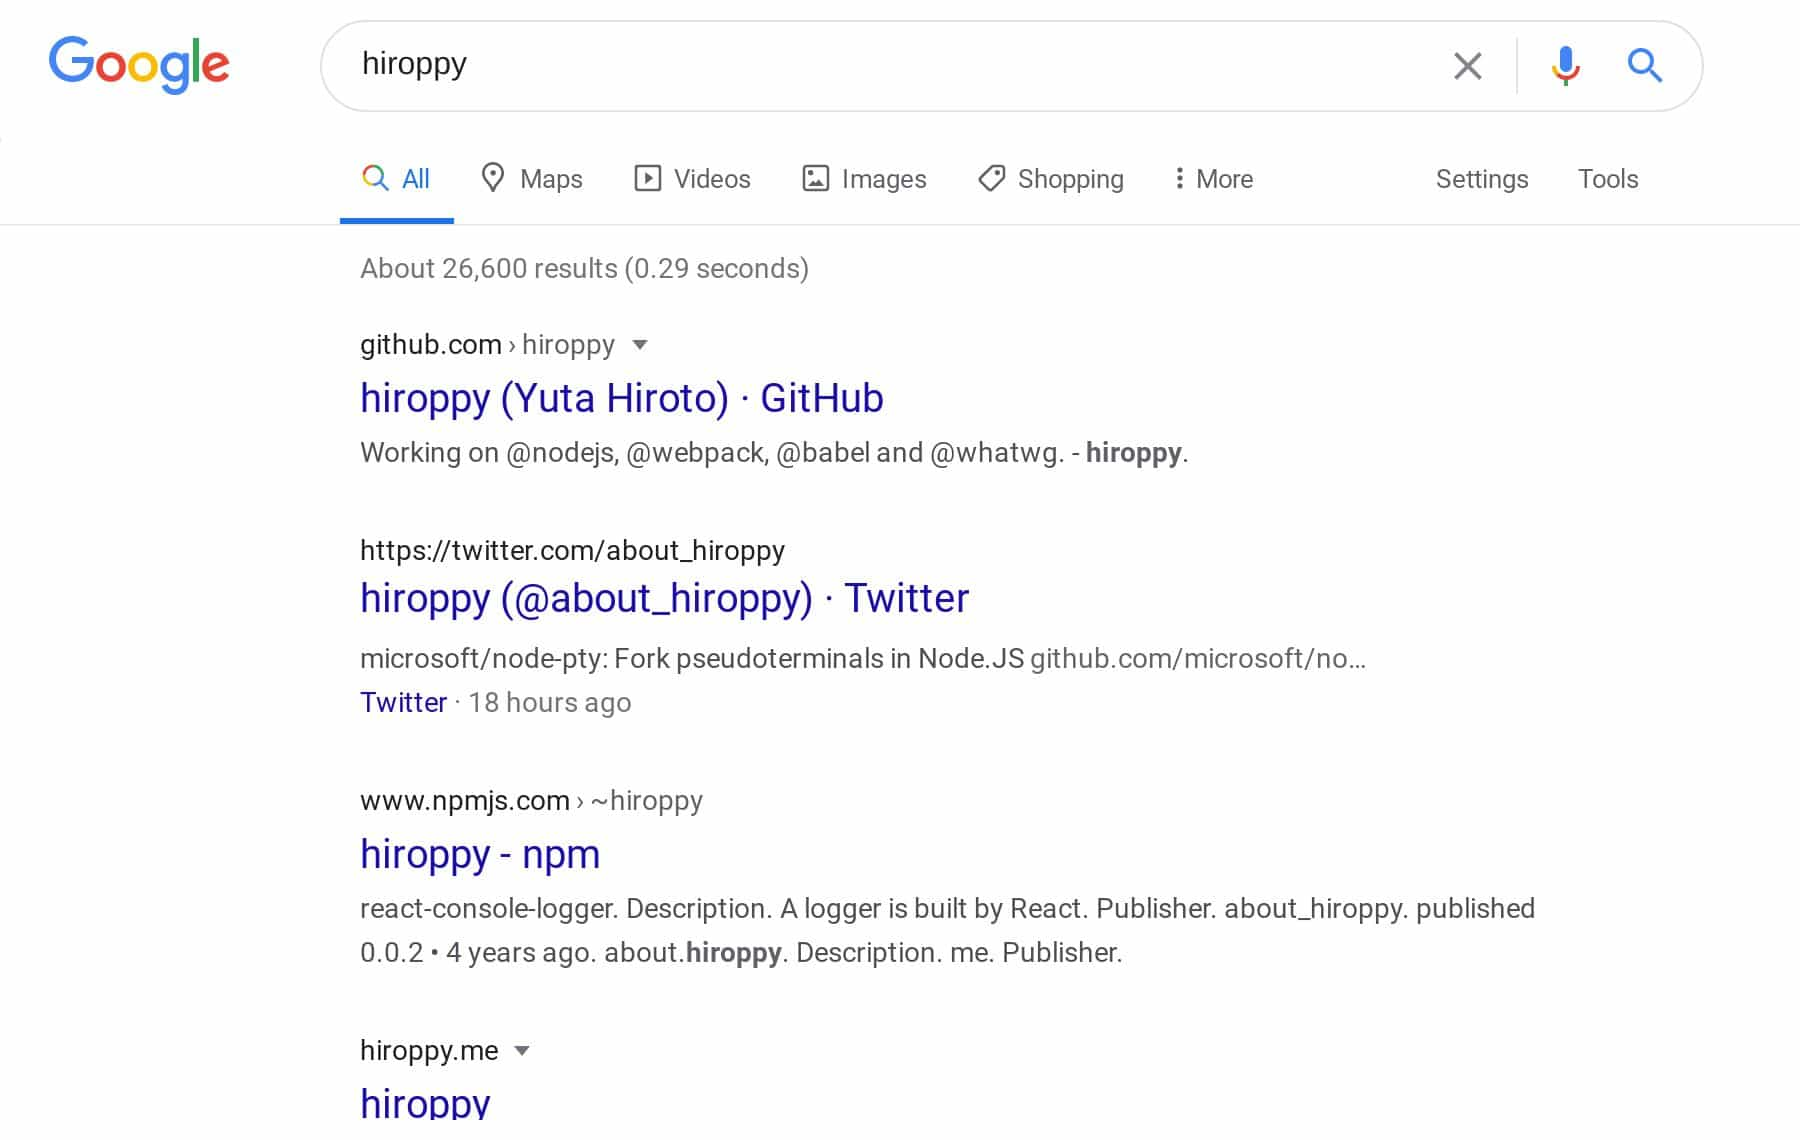 Google
hiroppy
All Maps Videos Images Shopping More Settings Tools
About 26,600 results (0.29 seconds)
github.com › hiroppy
hiroppy (Yuta Hiroto) · GitHub
Working on @nodejs, @webpack, @babel and @whatwg. - hiroppy.
https://twitter.com/about_hiroppy
hiroppy (@about_hiroppy) · Twitter
microsoft/node-pty: Fork pseudoterminals in Node.JS github.com/microsoft/no...
Twitter · 18 hours ago
www.npmjs.com › ~hiroppy
hiroppy - npm
react-console-logger. Description. A logger is built by React. Publisher. about_hiroppy. published
0.0.2 • 4 years ago. about.hiroppy. Description. me. Publisher.
hiroppy.me
hiroppy